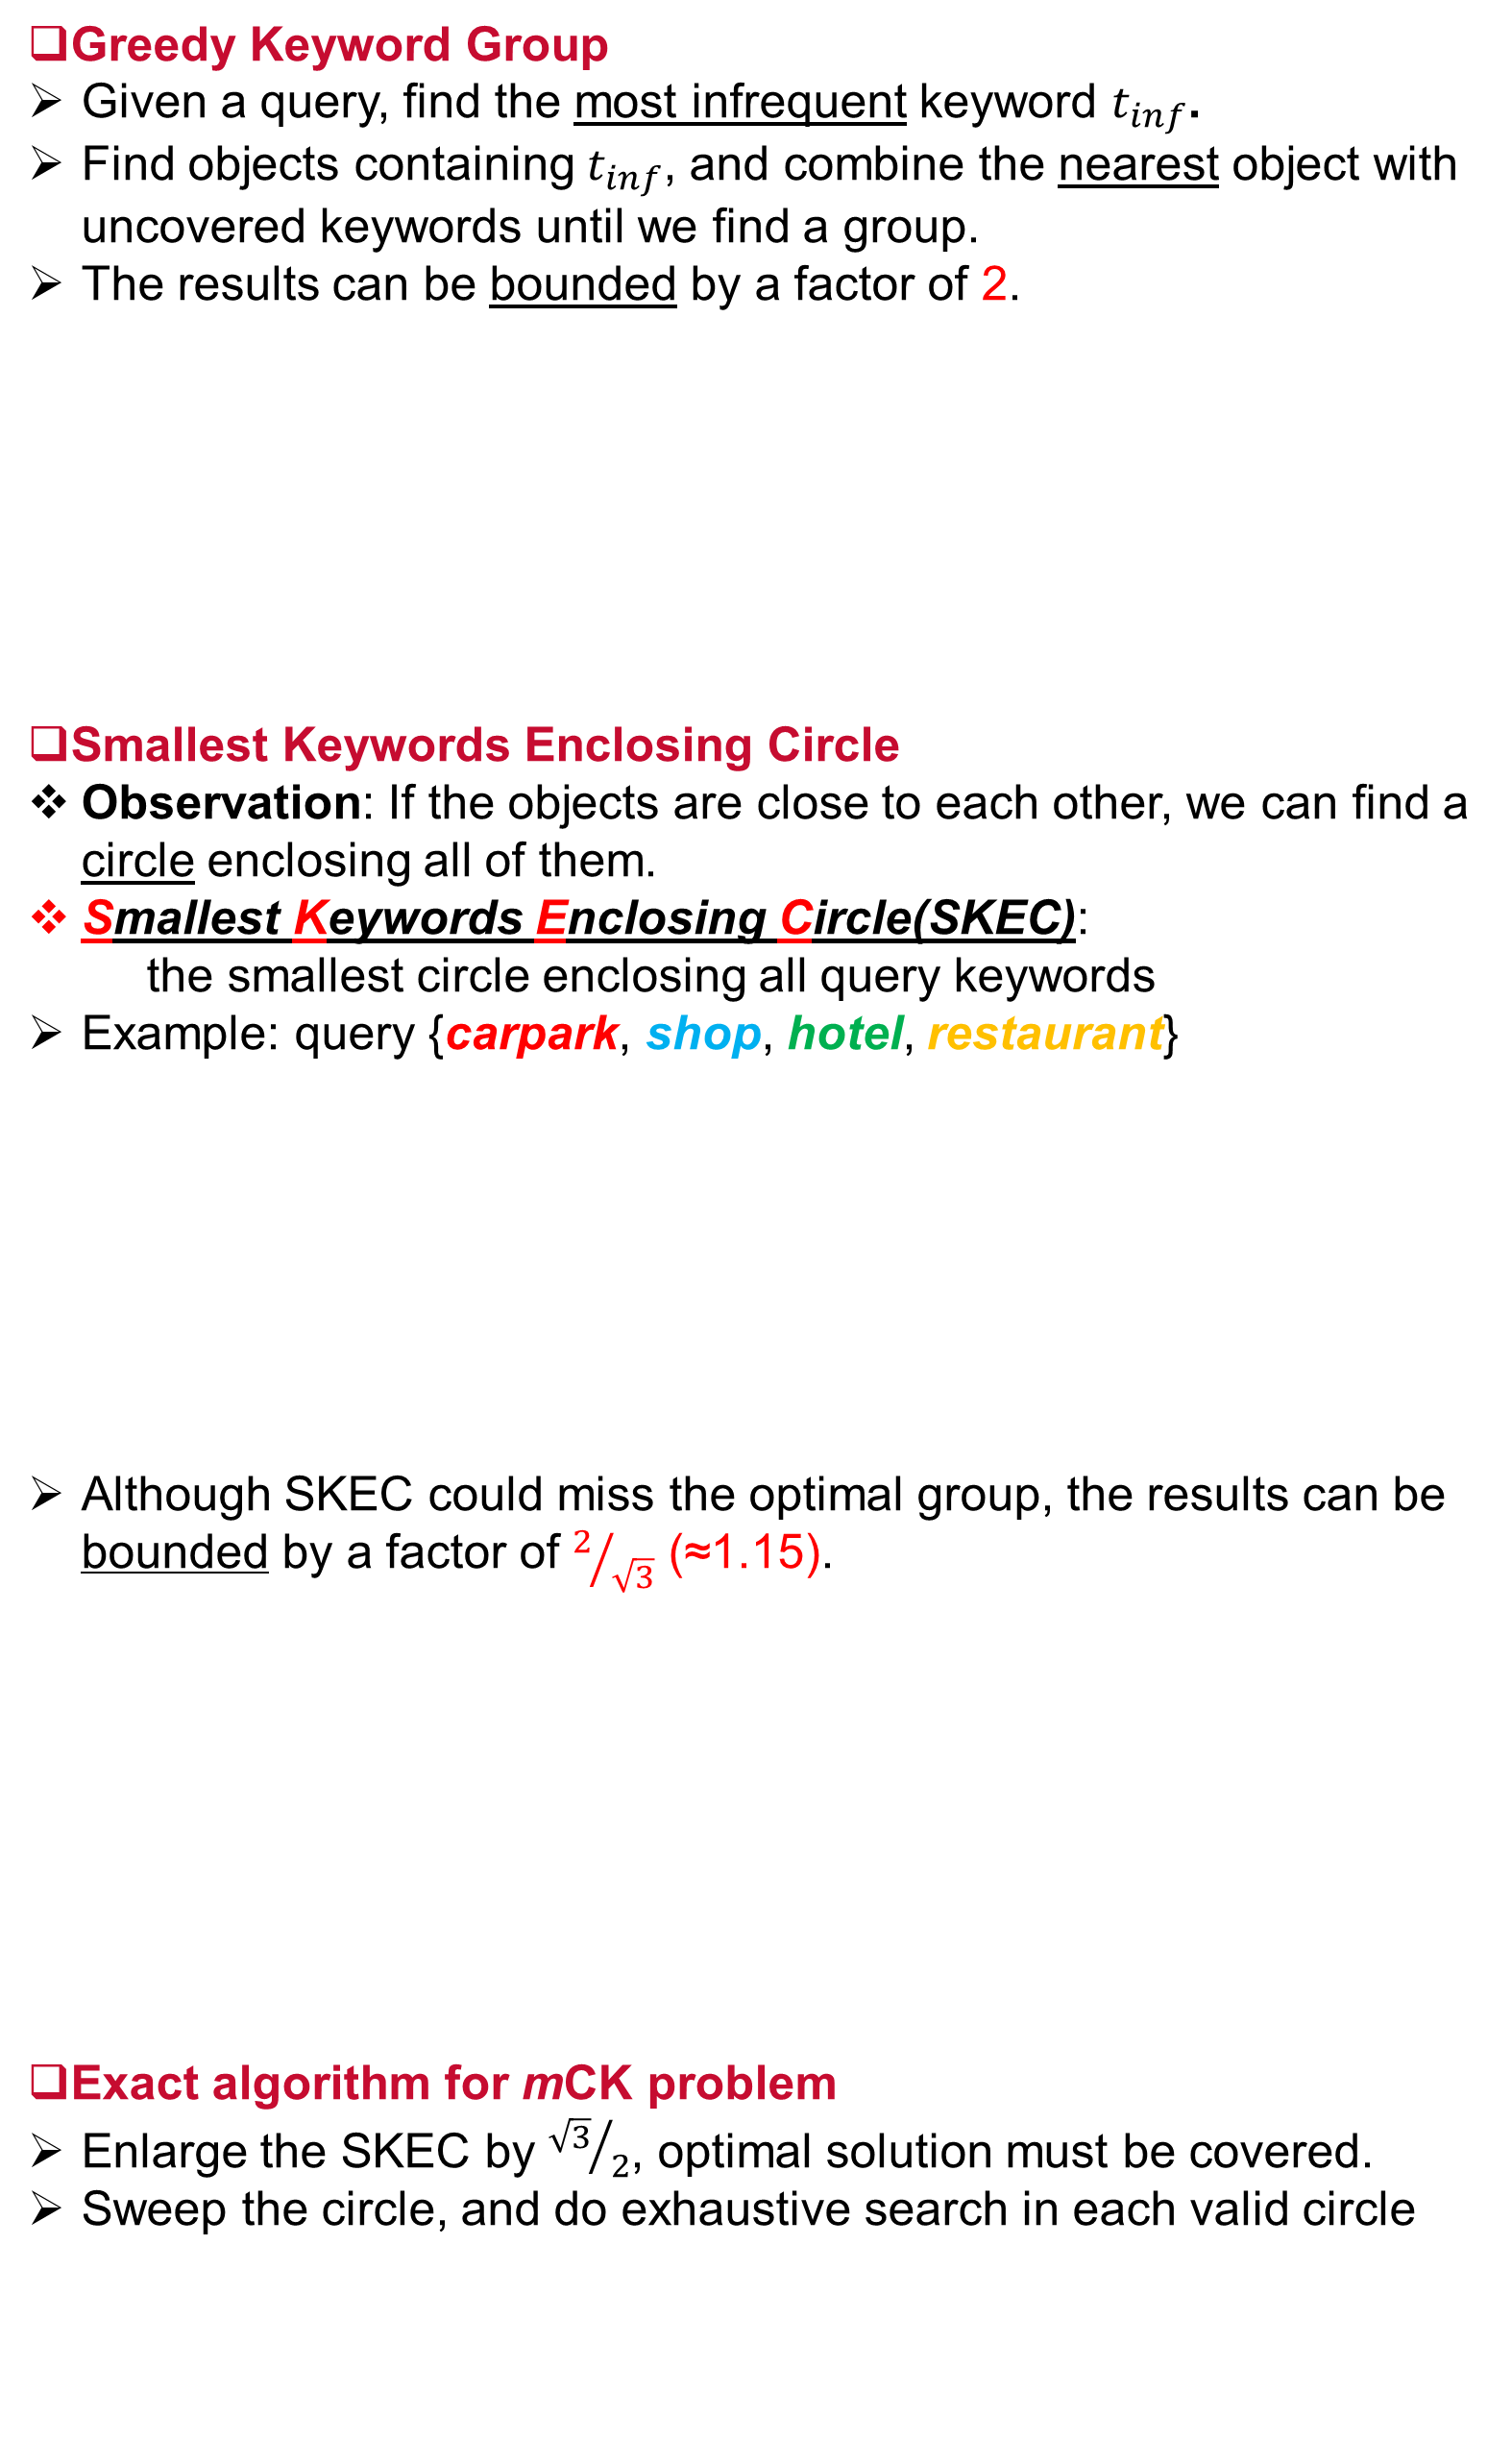 ❑Greedy Keyword Group
➢ Given a query, find the most infrequent keyword t_inf.
➢ Find objects containing t_inf, and combine the nearest object with
uncovered keywords until we find a group.
➢ The results can be bounded by a factor of 2.
❑Smallest Keywords Enclosing Circle
❖ Observation: If the objects are close to each other, we can find a
circle enclosing all of them.
❖ Smallest Keywords Enclosing Circle(SKEC):
the smallest circle enclosing all query keywords
➢ Example: query {carpark, shop, hotel, restaurant}
➢ Although SKEC could miss the optimal group, the results can be
bounded by a factor of 2/√3 (≈1.15).
❑Exact algorithm for mCK problem
➢ Enlarge the SKEC by √3/2, optimal solution must be covered.
➢ Sweep the circle, and do exhaustive search in each valid circle